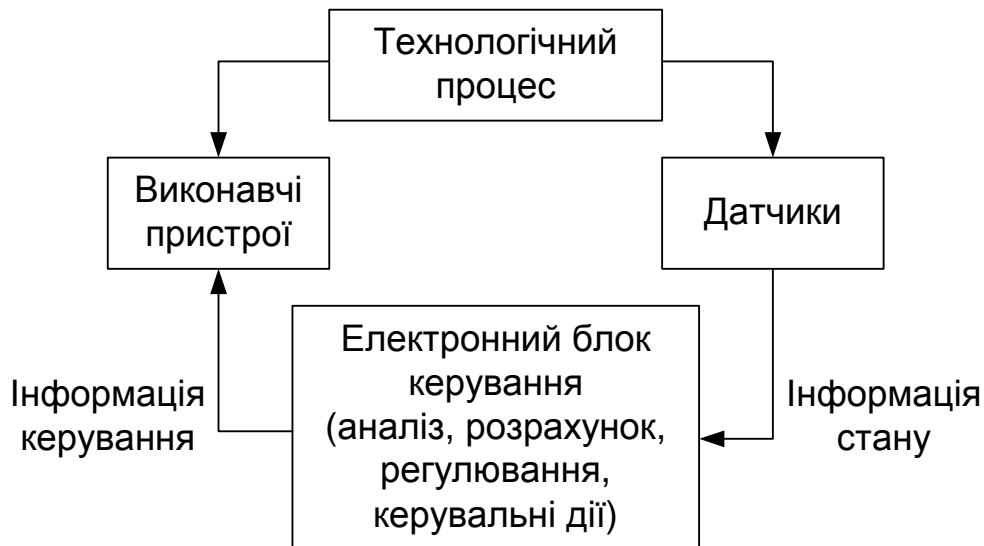 Технологічний
процес
Виконавчі
пристрої
Датчики
Електронний блок
керування
(аналіз, розрахунок,
регулювання,
керувальні дії)
Інформація
керування
Інформація
стану